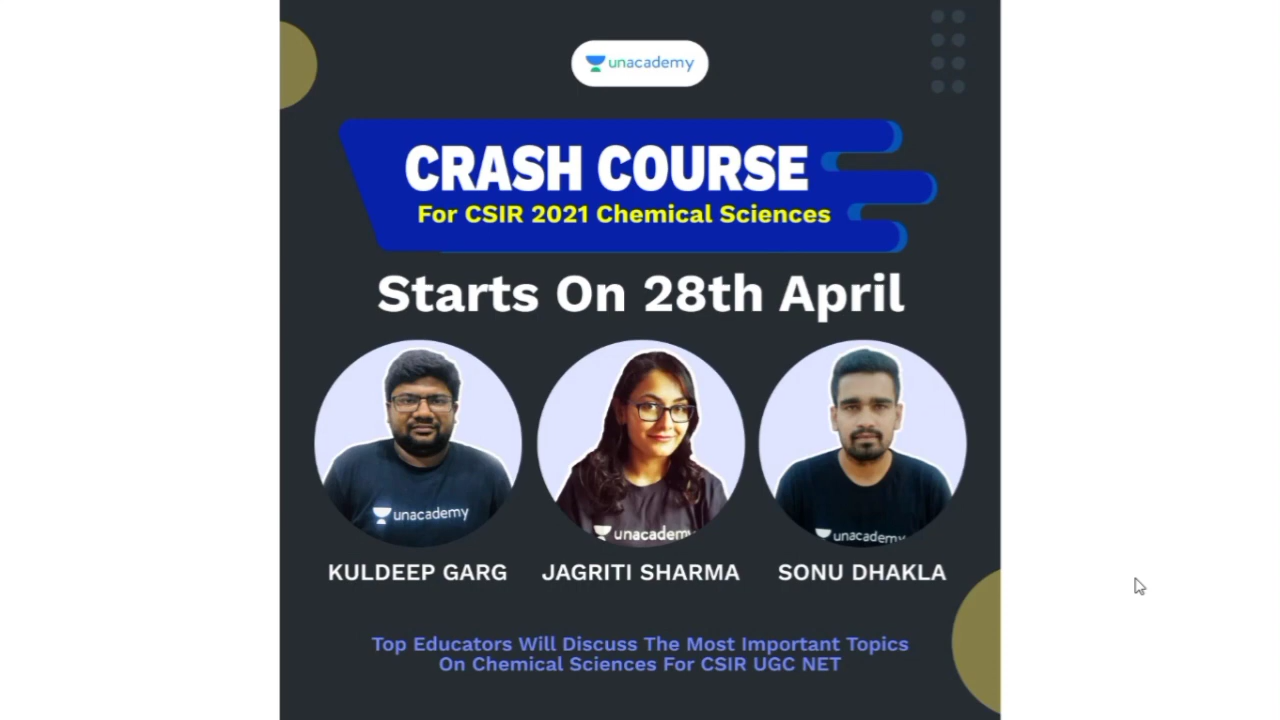 unacademy
CRASH COURSE
For CSIR 2021 Chemical Sciences
Starts On 28th April
unacademy
unacademy
unacademy
KULDEEP GARG
JAGRITI SHARMA
SONU DHAKLA
Top Educators Will Discuss The Most Important Topics
On Chemical Sciences For CSIR UGC NET